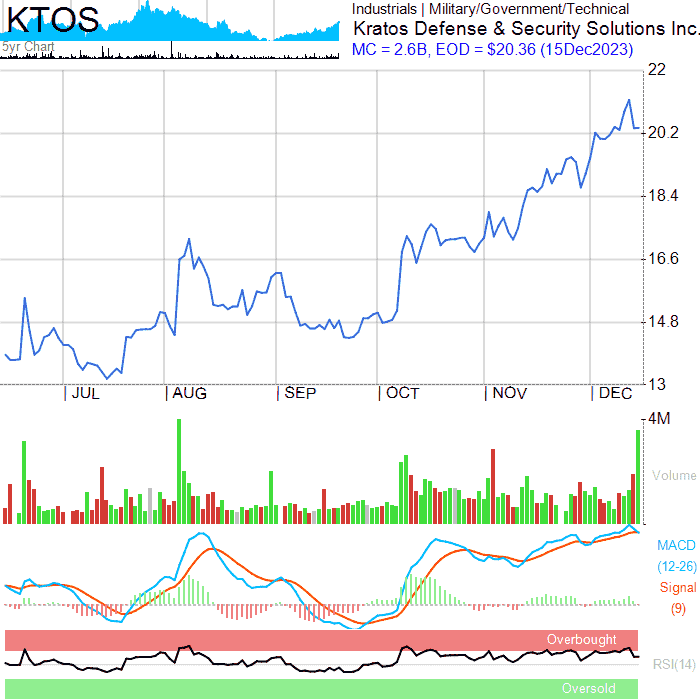 KTOS
5yr Chart
Industrials | Military/Government/Technical
Kratos Defense & Security Solutions Inc.
MC = 2.6B, EOD = $20.36 (15Dec2023)
22
20.2
18.4
16.6
14.8
13
JUL
AUG
SEP
OCT
NOV
DEC
4M
Volume
MACD
(12-26)
Signal
(9)
Overbought
RSI(14)
Oversold